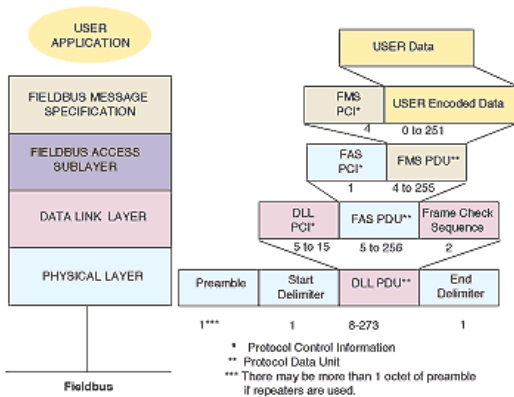 USER
APPLICATION
FIELDBUS MESSAGE
SPECIFICATION
FIELDBUS ACCESS
SUBLAYER
DATA LINK LAYER
PHYSICAL LAYER
Fieldbus
USER Data
FMS
PCI*
USER Encoded Data
4
0 to 251
FAS
PCI*
FMS PDU**
1
4 to 255
DLL
PCI*
FAS PDU**
Frame Check
Sequence
5 to 15
5 to 256
2
Preamble
Start
Delimiter
DLL PDU**
End
Delimiter
1***
1
8-273
1
* Protocol Control Information
** Protocol Data Unit
*** There may be more than 1 octet of preamble
if repeaters are used.